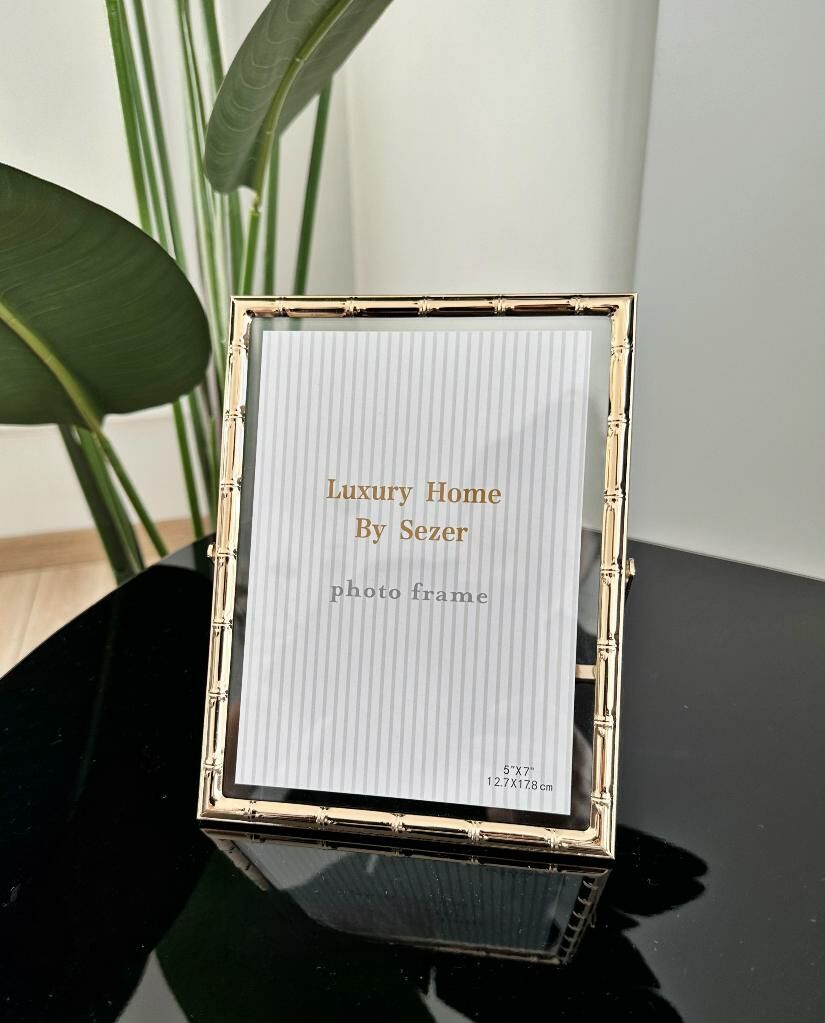 Luxury Home
By Sezer
photo frame
5"X7"
12.7X17.8cm